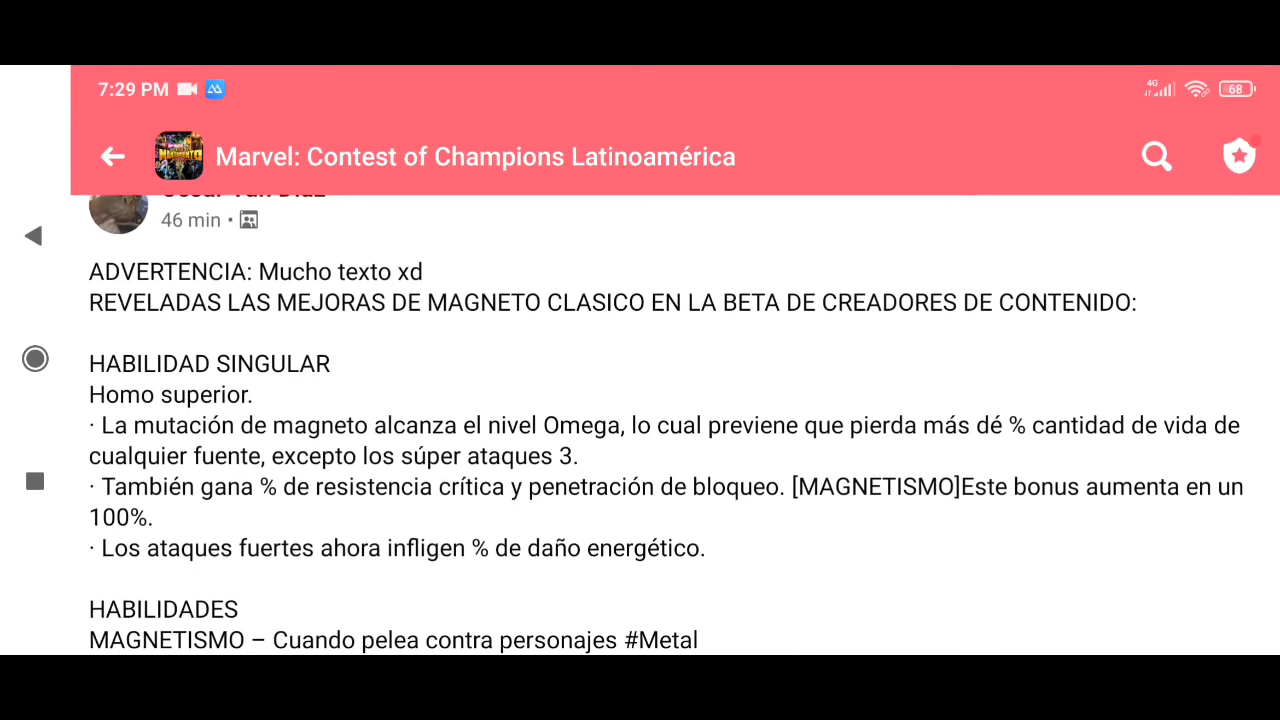 7:29 PM
4G
68
Marvel: Contest of Champions Latinoamérica
46 min •
ADVERTENCIA: Mucho texto xd
REVELADAS LAS MEJORAS DE MAGNETO CLASICO EN LA BETA DE CREADORES DE CONTENIDO:
HABILIDAD SINGULAR
Homo superior.
· La mutación de magneto alcanza el nivel Omega, lo cual previene que pierda más dé % cantidad de vida de
cualquier fuente, excepto los súper ataques 3.
· También gana % de resistencia crítica y penetración de bloqueo. [MAGNETISMO]Este bonus aumenta en un
100%.
· Los ataques fuertes ahora infligen % de daño energético.
HABILIDADES
MAGNETISMO – Cuando pelea contra personajes #Metal